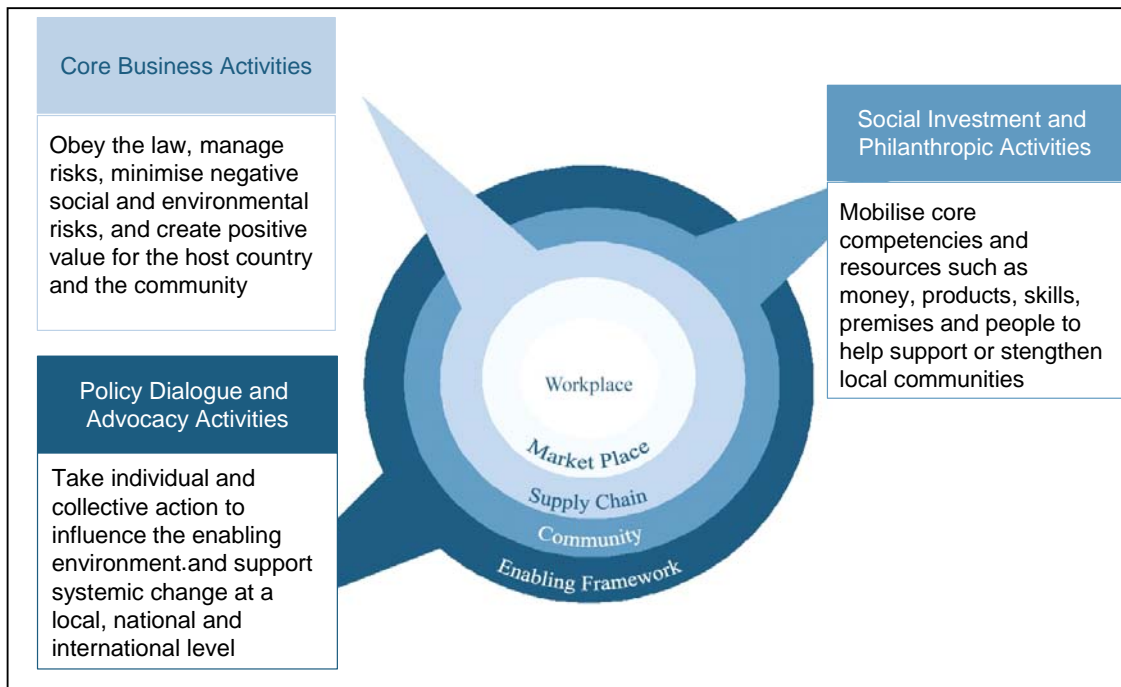 Core Business Activities
Obey the law, manage
risks, minimise negative
social and environmental
risks, and create positive
value for the host country
and the community
Policy Dialogue and
Advocacy Activities
Take individual and
collective action to
influence the enabling
environment.and support
systemic change at a
local, national and
international level
Workplace
Market Place
Supply Chain
Community
Enabling Framework
Social Investment and
Philanthropic Activities
Mobilise core
competencies and
resources such as
money, products, skills,
premises and people to
help support or stengthen
local communities